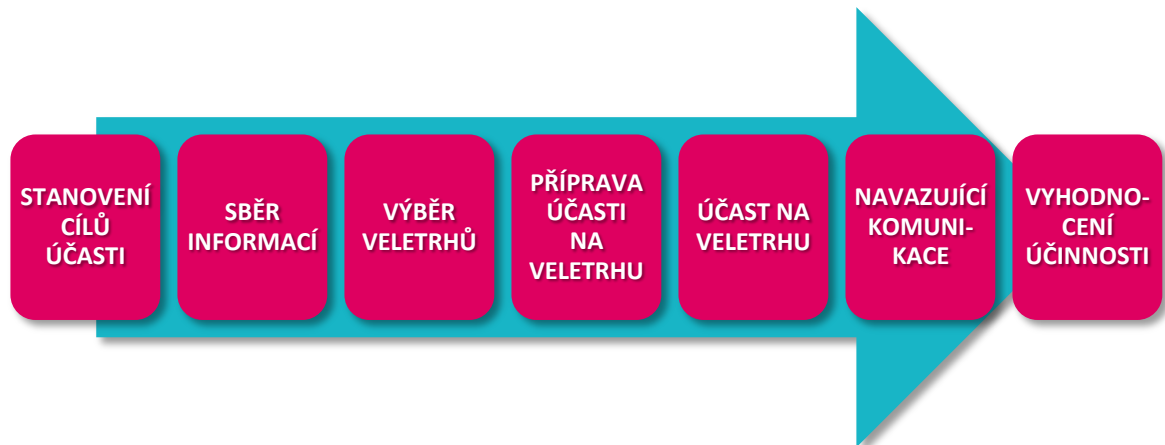 STANOVENÍ
CÍLŮ
ÚČASTI
SBĚR
INFORMACÍ
VÝBĚR
VELETRHŮ
PŘÍPRAVA
ÚČASTI
NA
VELETRHU
ÚČAST NA
VELETRHU
NAVAZUJÍCÍ
KOMUNI-
KACE
VYHODNO-
CENÍ
ÚČINNOSTI